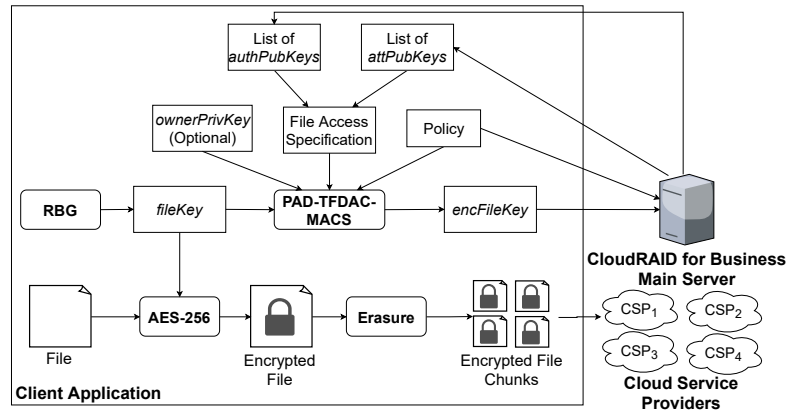 List of
authPubKeys
List of
attPubKeys
ownerPrivKey
(Optional)
File Access
Specification
Policy
RBG
fileKey
PAD-TFDAC-
MACS
encFileKey
CloudRAID for Business
Main Server
File
AES-256
Encrypted
File
Erasure
Encrypted File
Chunks
CSP1
CSP2
CSP3
CSP4
Cloud Service
Providers
Client Application